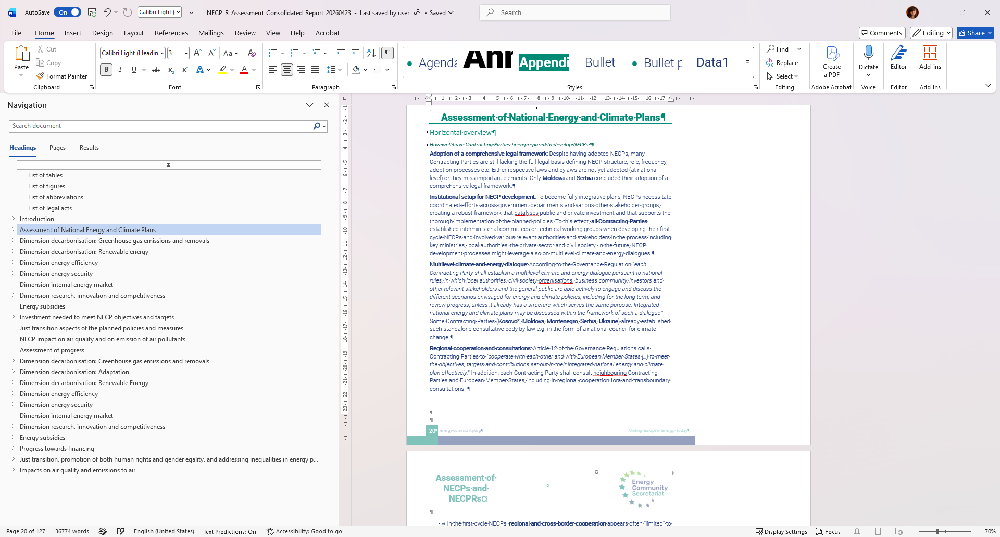 AutoSave On Calibri Light ( NECP_R_Assessment_Consolidated_Report_20260423 - Last saved by user • Saved Search
File Home Insert Design Layout References Mailings Review View Help Acrobat Comments Editing Share
Paste Cut Copy Format Painter
Clipboard
Calibri Light (Headin 3
Font
Paragraph
Agenda Ann Appendi Bullet Bullet p Data1
Styles
Find Replace Select
Editing
Create a PDF
Adobe Acrobat
Dictate
Voice
Editor
Editor
Add-ins
Add-ins
Navigation
Search document
Headings Pages Results
List of tables
List of figures
List of abbreviations
List of legal acts
Introduction
Assessment of National Energy and Climate Plans
Dimension decarbonisation: Greenhouse gas emissions and removals
Dimension decarbonisation: Renewable energy
Dimension energy efficiency
Dimension energy security
Dimension internal energy market
Dimension research, innovation and competitiveness
Energy subsidies
Investment needed to meet NECP objectives and targets
Just transition aspects of the planned policies and measures
NECP impact on air quality and on emission of air pollutants
Assessment of progress
Dimension decarbonisation: Greenhouse gas emissions and removals
Dimension decarbonisation: Adaptation
Dimension decarbonisation: Renewable Energy
Dimension energy efficiency
Dimension energy security
Dimension internal energy market
Dimension research, innovation and competitiveness
Energy subsidies
Progress towards financing
Just transition, promotion of both human rights and gender eqality, and addressing inequalities in energy p...
Impacts on air quality and emissions to air
Assessment·of·National·Energy·and·Climate·Plans¶
Horizontal·overview¶
How·well·have·Contracting·Parties·been·prepared·to·develop·NECPs?¶
Adoption·of·a·comprehensive·legal·framework:·Despite·having·adopted·NECPs,·many·
Contracting·Parties·are·still·lacking·the·full·legal·basis·defining·NECP·structure,·role,·frequency,·
adoption·processes·etc.·Either·respective·laws·and·bylaws·are·not·yet·adopted·(at·national·
level)·or·they·miss·important·elements.·Only·Moldova·and·Serbia·concluded·their·adoption·of·a·
comprehensive·legal·framework.¶
Institutional·setup·for·NECP·development:·To·become·fully·integrative·plans,·NECPs·necessitate·
coordinated·efforts·across·government·departments·and·various·other·stakeholder·groups,·
creating·a·robust·framework·that·catalyses·public·and·private·investment·and·that·supports·the·
thorough·implementation·of·the·planned·policies.·To·this·effect,·all·Contracting·Parties·
established·interministerial·committees·or·technical·working·groups·when·developing·their·first-
cycle·NECPs·and·involved·various·relevant·authorities·and·stakeholders·in·the·process·including·
key·ministries,·local·authorities,·the·private·sector·and·civil·society.·In·the·future,·NECP·
development·processes·might·leverage·also·on·multilevel·climate·and·energy·dialogues.¶
Multilevel·climate·and·energy·dialogue:·According·to·the·Governance·Regulation·"each·
Contracting·Party·shall·establish·a·multilevel·climate·and·energy·dialogue·pursuant·to·national·
rules,·in·which·local·authorities,·civil·society·organisations,·business·community,·investors·and·
other·relevant·stakeholders·and·the·general·public·are·able·actively·to·engage·and·discuss·the·
different·scenarios·envisaged·for·energy·and·climate·policies,·including·for·the·long·term,·and·
review·progress,·unless·it·already·has·a·structure·which·serves·the·same·purpose.·Integrated·
national·energy·and·climate·plans·may·be·discussed·within·the·framework·of·such·a·dialogue."·
Some·Contracting·Parties·(Kosovo*,·Moldova,·Montenegro,·Serbia,·Ukraine)·already·established·
such·standalone·consultative·body·by·law·e.g.·in·the·form·of·a·national·council·for·climate·
change.¶
Regional·cooperation·and·consultations:·Article·12·of·the·Governance·Regulations·calls·
Contracting·Parties·to·"cooperate·with·each·other·and·with·European·Member·States·[…]·to·meet·
the·objectives,·targets·and·contributions·set·out·in·their·integrated·national·energy·and·climate·
plan·effectively."·In·addition,·each·Contracting·Party·shall·consult·neighbouring·Contracting·
Parties·and·European·Member·States,·including·in·regional·cooperation·fora·and·transboundary·
consultations.·¶
¶
¶
20¶ energy-community.org¶ Uniting·Europe's·Energy,·Today¶
Assessment·of·
NECPs·and·
NECPRs¤
Energy
Community
Secretariat
¶
- → In·the·first-cycle·NECPs,·regional·and·cross-border·cooperation·appears·often·"limited"·to·
Page 20 of 127 36774 words English (United States) Text Predictions: On Accessibility: Good to go Display Settings Focus 70%